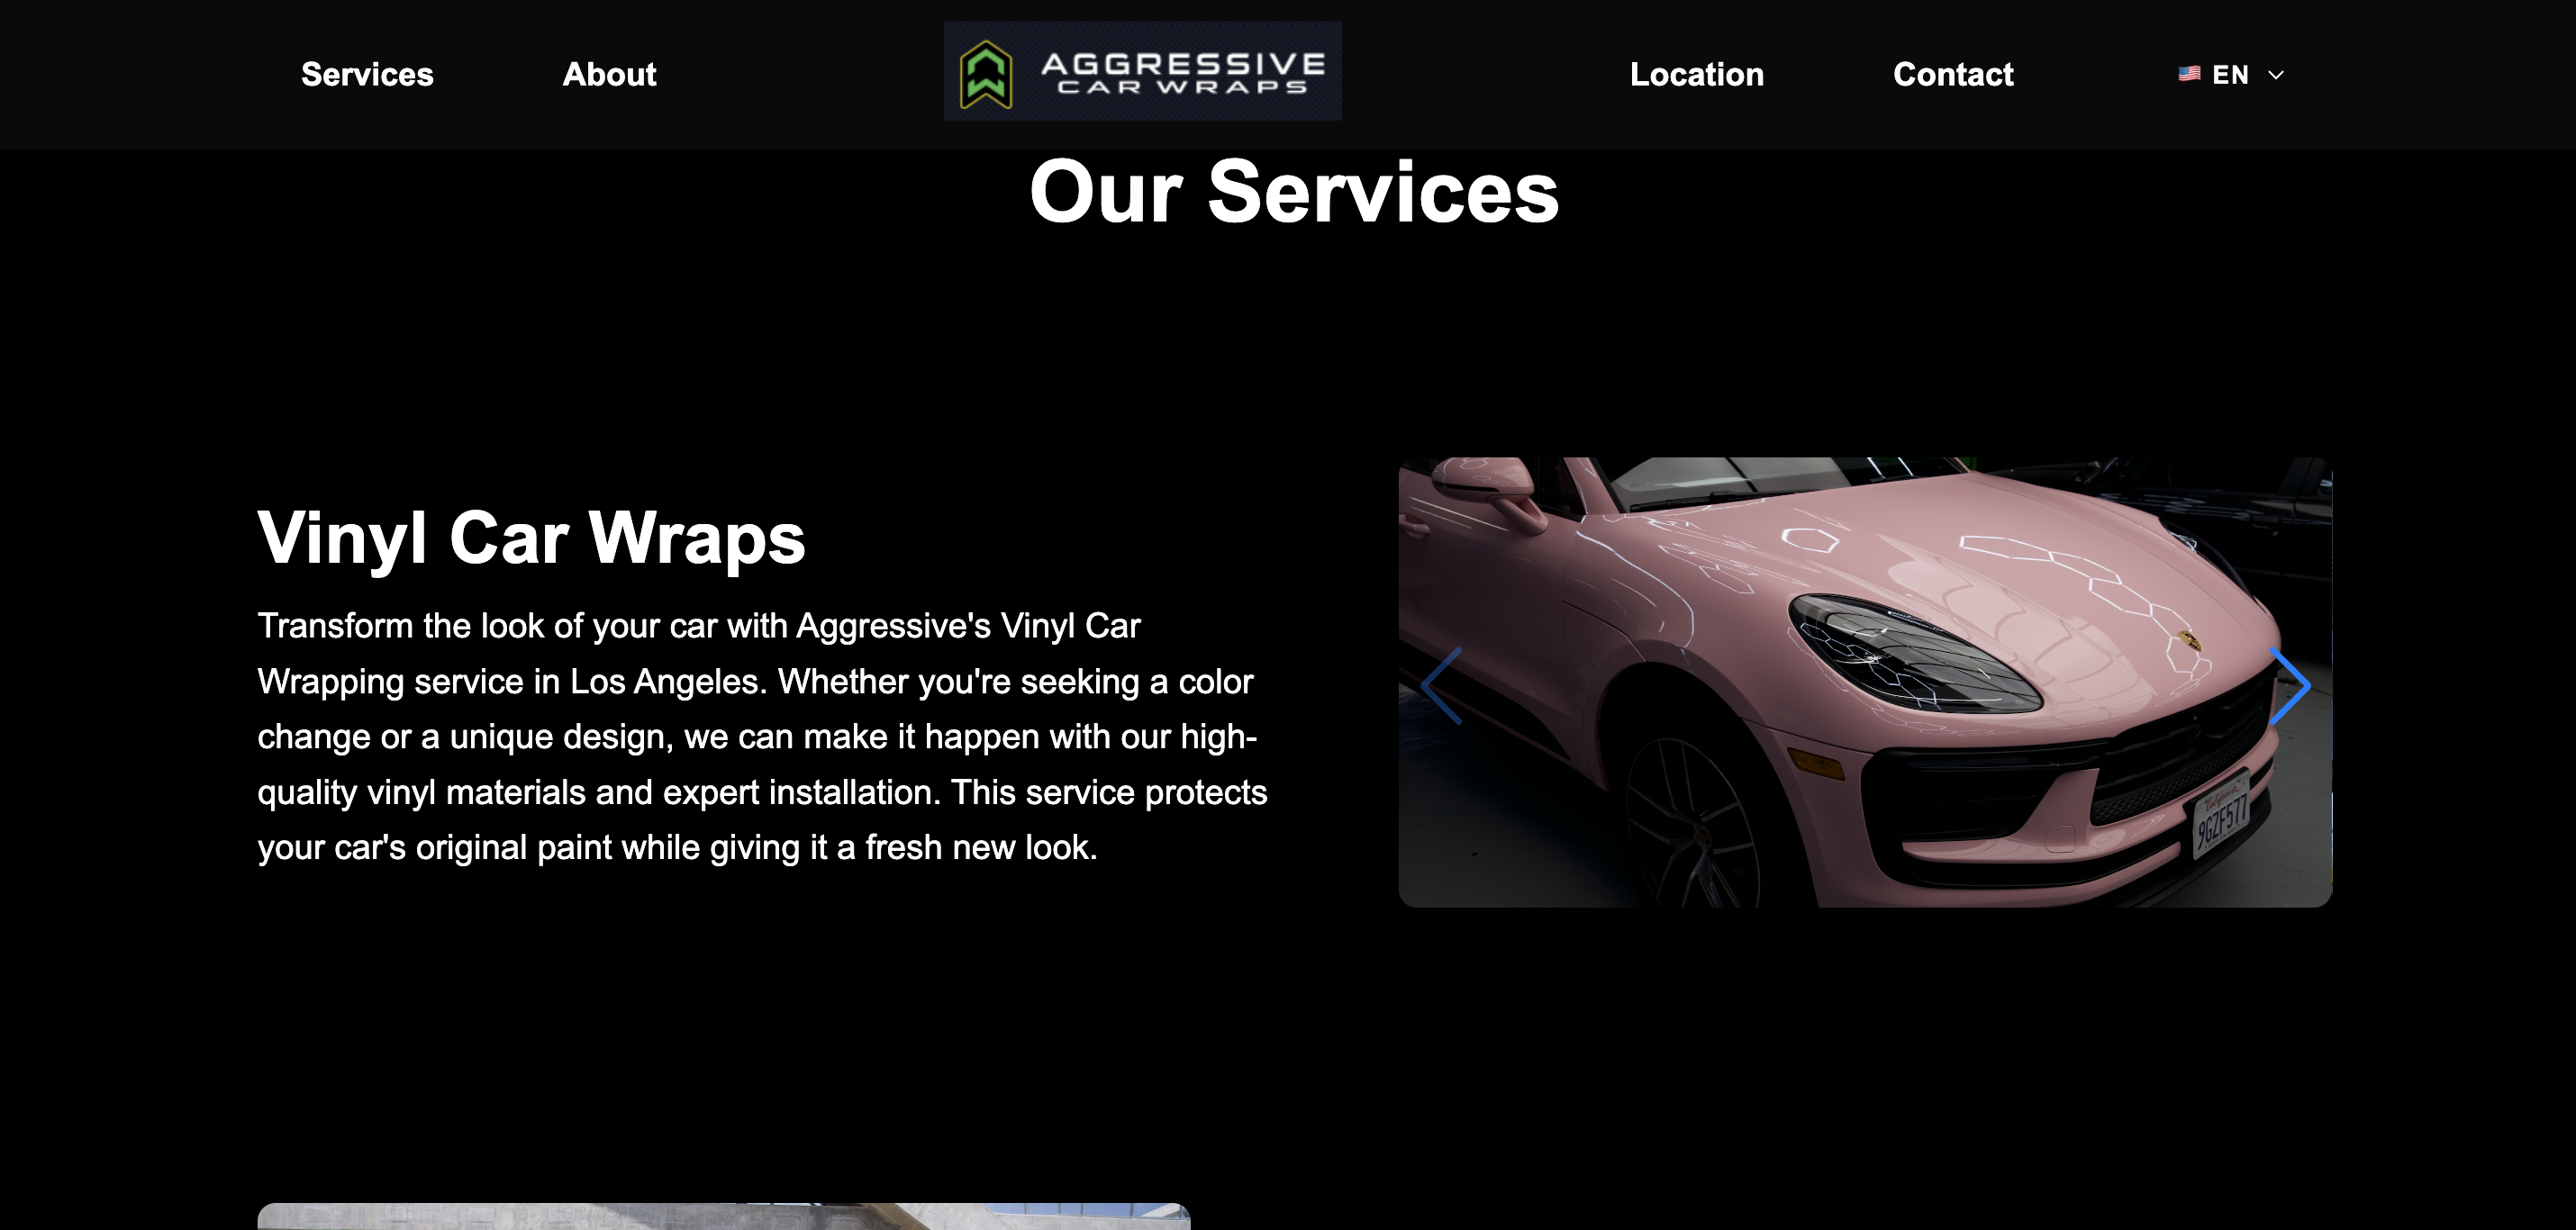 Services
About
AGGRESSIVE
CAR WRAPS
Location
Contact
EN
Our Services
Vinyl Car Wraps
Transform the look of your car with Aggressive's Vinyl Car
Wrapping service in Los Angeles. Whether you're seeking a color
change or a unique design, we can make it happen with our high-
quality vinyl materials and expert installation. This service protects
your car's original paint while giving it a fresh new look.
California
9GZF577